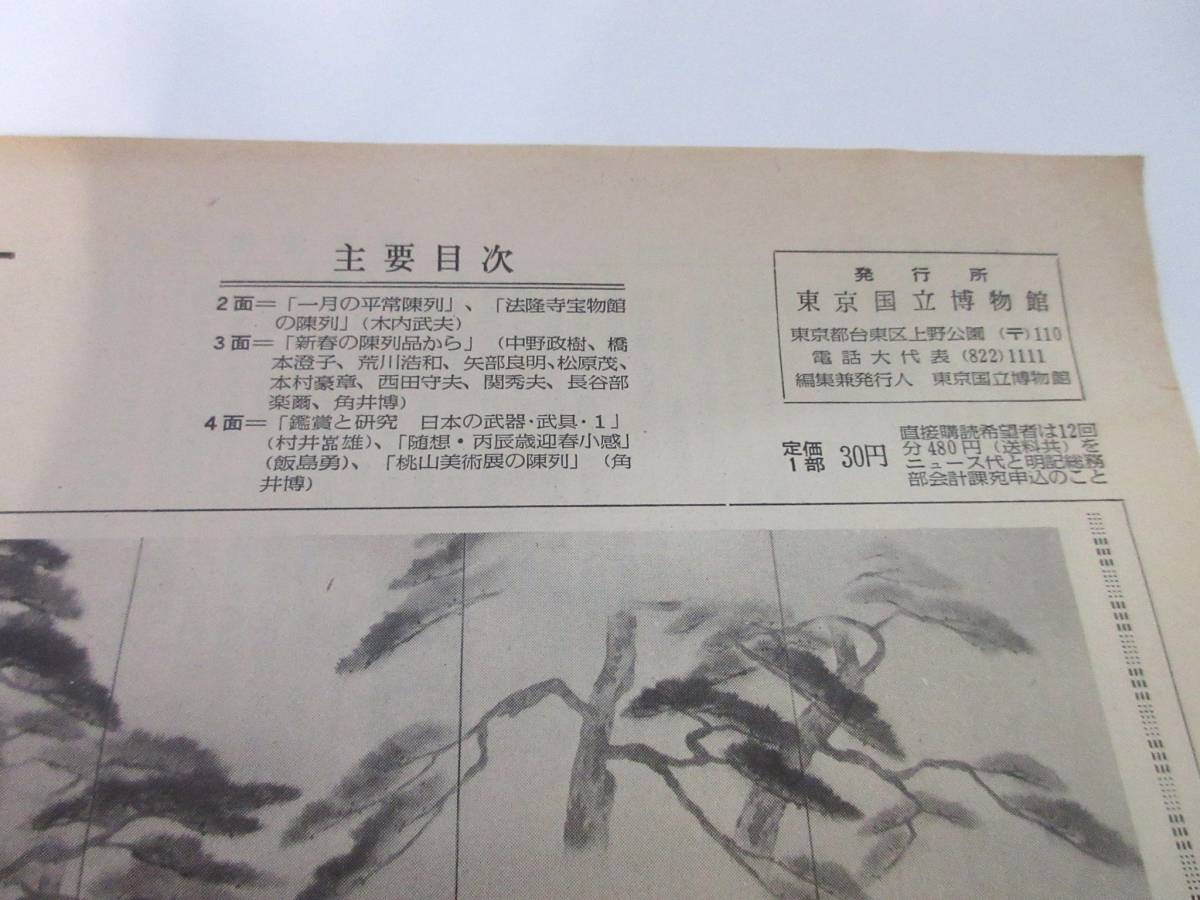 主要目次
2面=「一月の平常陳列」、「法隆寺宝物館
の陳列」(木内武夫)
3面=「新春の陳列品から」(中野政樹、橋
本澄子、荒川浩和、矢部良明、松原茂、
本村豪章、西田守夫、関秀夫、長谷部
楽爾、角井博)
4面=「鑑賞と研究 日本の武器・武具・1」
(村井嵓雄)、「随想・丙辰歳迎春小感」
(飯島勇)、「桃山美術展の陳列」(角
井博)
発行所
東京国立博物館
東京都台東区上野公園(〒)110
電話大代表(822)1111
編集兼発行人 東京国立博物館
定価
1部 30円
直接購読希望者は12回
分480円(送料共)を
ニュース代と明記総務
部会計課宛申込のこと